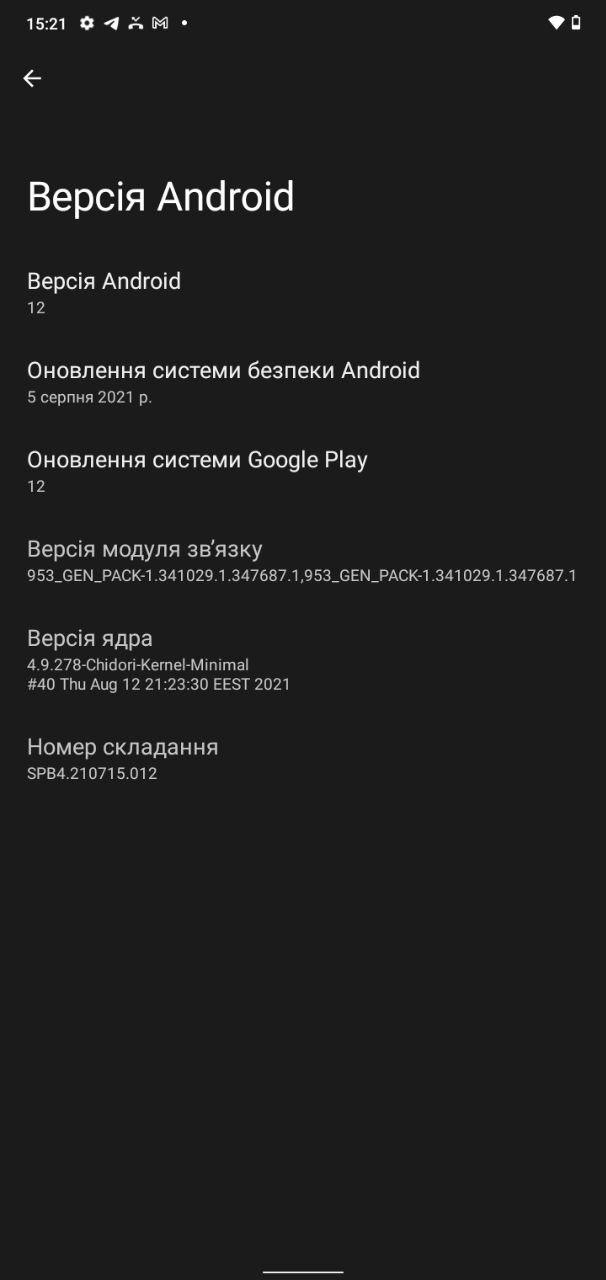 15:21
Версія Android
Версія Android
12
Оновлення системи безпеки Android
5 серпня 2021 р.
Оновлення системи Google Play
12
Версія модуля зв’язку
953_GEN_PACK-1.341029.1.347687.1,953_GEN_PACK-1.341029.1.347687.1
Версія ядра
4.9.278-Chidori-Kernel-Minimal
#40 Thu Aug 12 21:23:30 EEST 2021
Номер складання
SPB4.210715.012